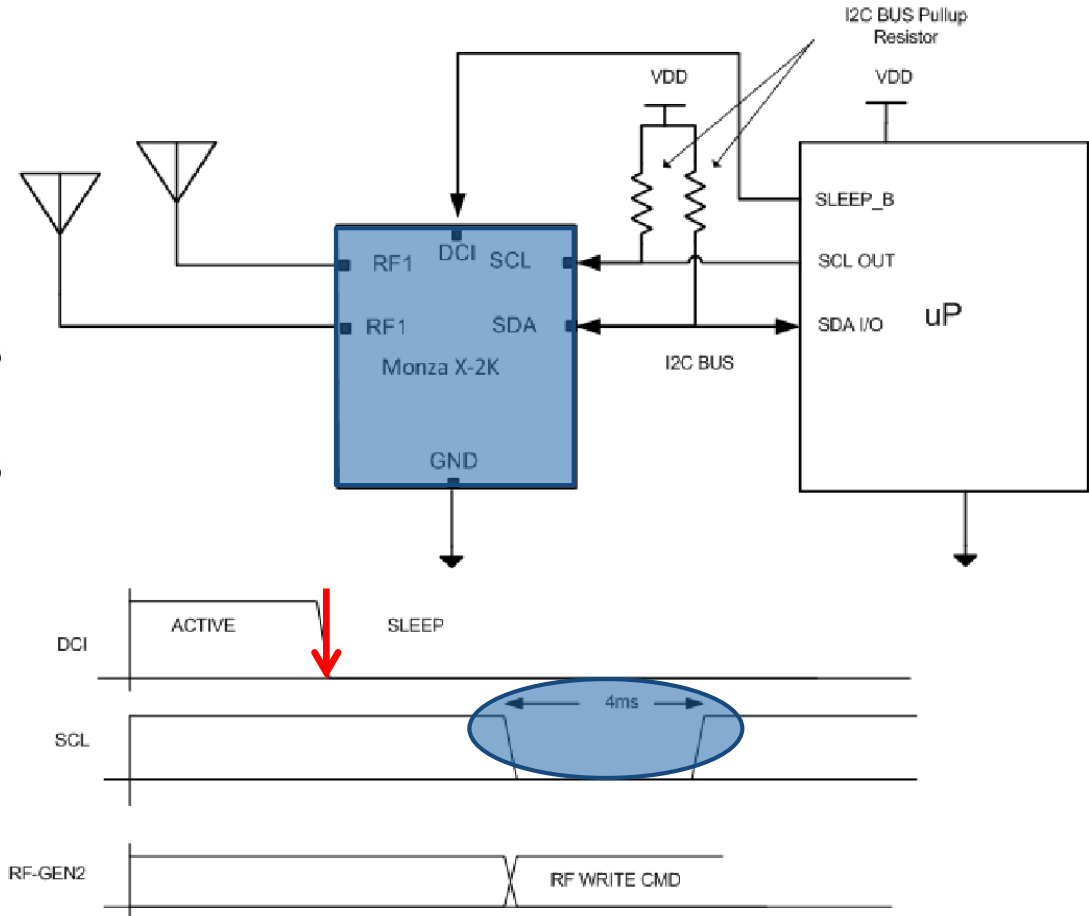 I2C BUS Pullup
Resistor
VDD
VDD
SLEEP_B
DCI
SCL
SCL OUT
RF1
RF1
SDA
SDA I/O
uP
Monza X-2K
I2C BUS
GND
ACTIVE
SLEEP
DCI
4ms
SCL
RF-GEN2
RF WRITE CMD